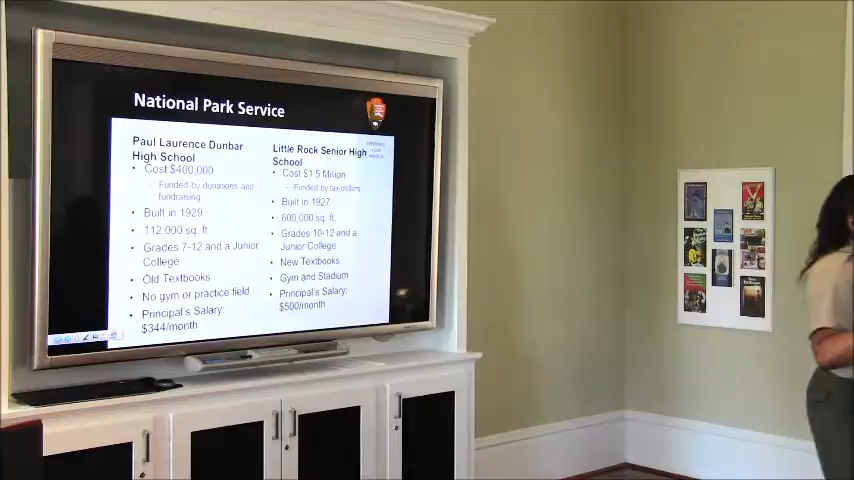 National Park Service
Paul Laurence Dunbar
High School
• Cost $400,000
- Funded by donations and
fundraising
• Built in 1929
• 112,000 sq. ft
• Grades 7-12 and a Junior
College
• Old Textbooks
• No gym or practice field
• Principal's Salary:
$344/month
Little Rock Senior High
School
• Cost $1.5 Million
- Funded by tax dollars
• Built in 1927
• 600,000 sq. ft.
• Grades 10-12 and a
Junior College
• New Textbooks
• Gym and Stadium
• Principal's Salary:
$500/month